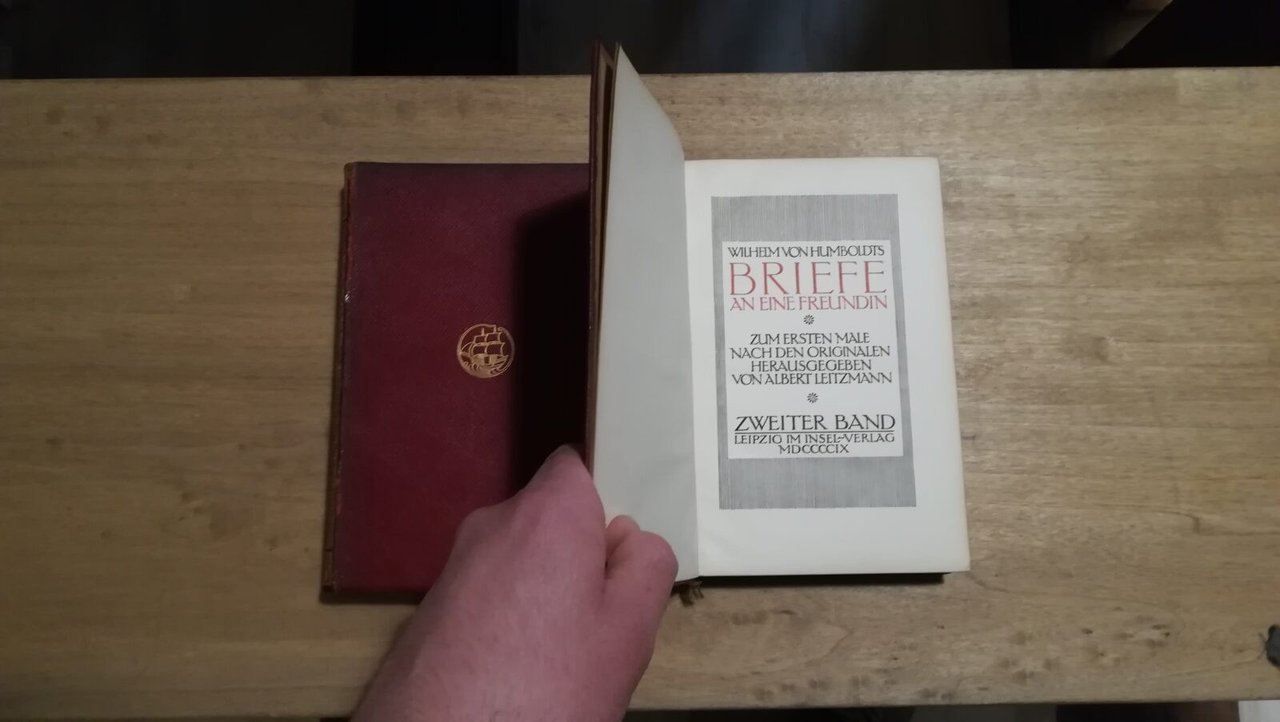 WILHELM VON HUMBOLDTS
BRIEFE
AN EINE FREUNDIN
ZUM ERSTEN MALE
NACH DEN ORIGINALEN
HERAUSGEGEBEN
VON ALBERT LEITZMANN
ZWEITER BAND
LEIPZIG IM INSEL-VERLAG
MDCCCCIX